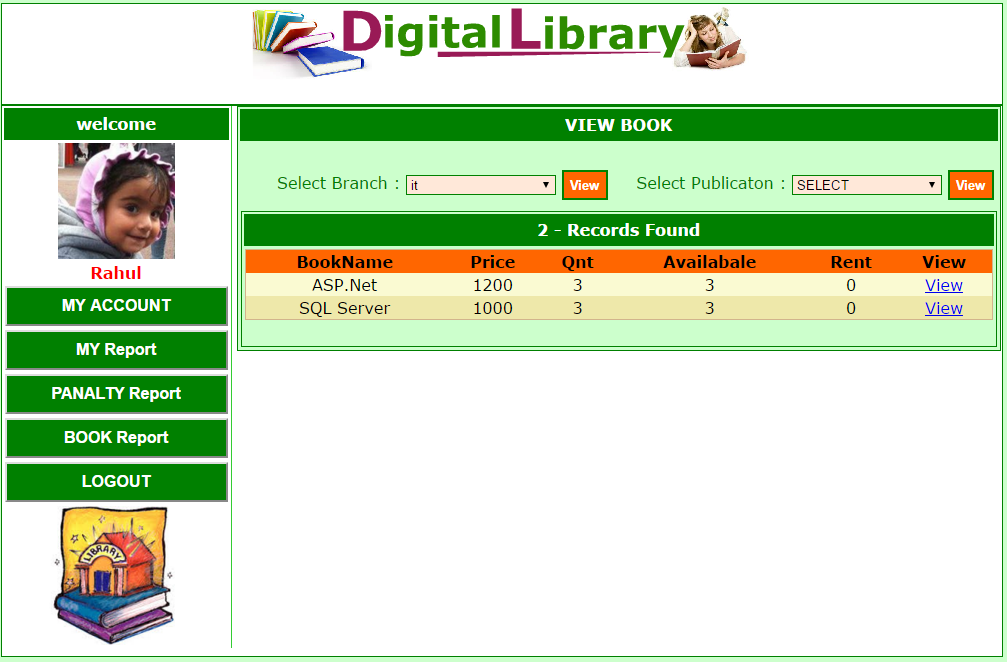 Digital Library
welcome
Rahul
MY ACCOUNT
MY Report
PANALTY Report
BOOK Report
LOGOUT
LIBRARY
VIEW BOOK
Select Branch : it View Select Publicaton : SELECT View
2 - Records Found
BookName Price Qnt Availabale Rent View
ASP.Net 1200 3 3 0 View
SQL Server 1000 3 3 0 View